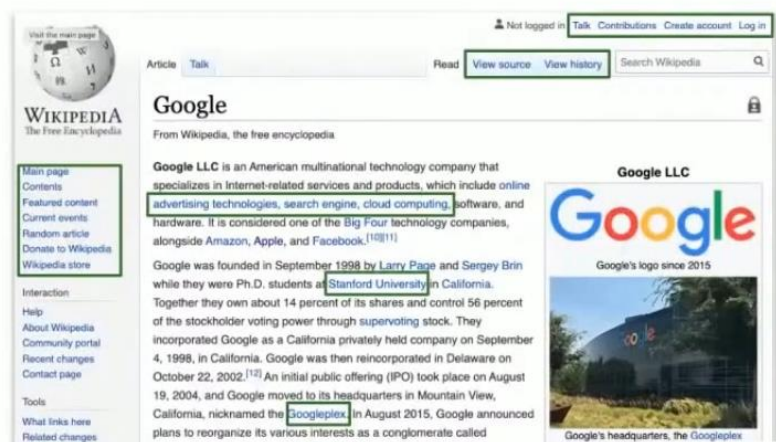 Visit the main page
WIKIPEDIA
The Free Encyclopedia
Not logged in Talk Contributions Create account Log in
Article Talk
Read View source View history Search Wikipedia
Main page
Contents
Featured content
Current events
Random article
Donate to Wikipedia
Wikipedia store
Interaction
Help
About Wikipedia
Community portal
Recent changes
Contact page
Tools
What links here
Related changes
Google
From Wikipedia, the free encyclopedia
Google LLC is an American multinational technology company that
specializes in Internet-related services and products, which include online
advertising technologies, search engine, cloud computing, software, and
hardware. It is considered one of the Big Four technology companies,
alongside Amazon, Apple, and Facebook.[10][11]
Google was founded in September 1998 by Larry Page and Sergey Brin
while they were Ph.D. students at Stanford University in California.
Together they own about 14 percent of its shares and control 56 percent
of the stockholder voting power through supervoting stock. They
incorporated Google as a California privately held company on September
4, 1998, in California. Google was then reincorporated in Delaware on
October 22, 2002.[12] An initial public offering (IPO) took place on August
19, 2004, and Google moved to its headquarters in Mountain View,
California, nicknamed the Googleplex. In August 2015, Google announced
plans to reorganize its various interests as a conglomerate called
Google LLC
Google
Google's logo since 2015
Google's headquarters, the Googleplex